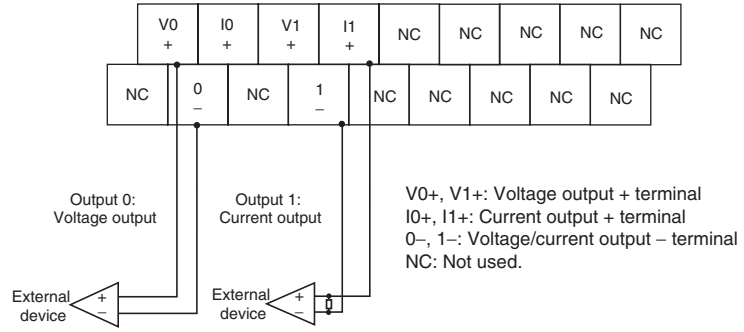 V0 I0 V1 I1 NC NC NC NC NC
+ + + +
NC 0 NC 1 NC NC NC NC NC
– –
Output 0:
Voltage output
Output 1:
Current output
V0+, V1+: Voltage output + terminal
I0+, I1+: Current output + terminal
0–, 1–: Voltage/current output – terminal
NC: Not used.
External
device
+
–
External
device
+
–